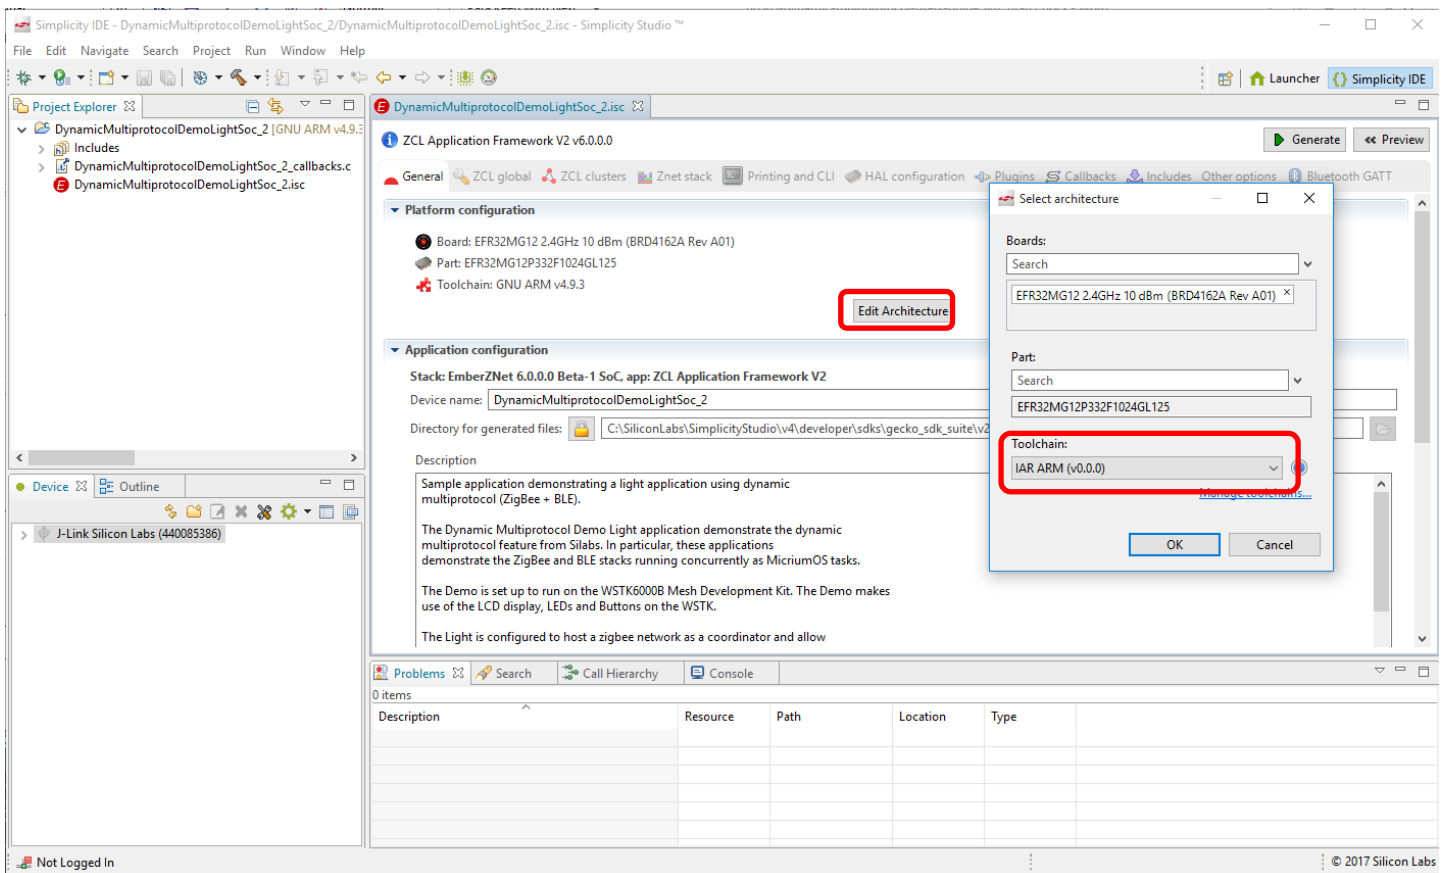 Simplicity IDE - DynamicMultiprotocolDemoLightSoc_2/DynamicMultiprotocolDemoLightSoc_2.isc - Simplicity Studio ™
File Edit Navigate Search Project Run Window Help
Launcher Simplicity IDE
Project Explorer
DynamicMultiprotocolDemoLightSoc_2 [GNU ARM v4.9.3
Includes
DynamicMultiprotocolDemoLightSoc_2_callbacks.c
DynamicMultiprotocolDemoLightSoc_2.isc
DynamicMultiprotocolDemoLightSoc_2.isc
ZCL Application Framework V2 v6.0.0.0
Generate Preview
General ZCL global ZCL clusters Znet stack Printing and CLI HAL configuration Plugins Callbacks Includes Other options Bluetooth GATT
Platform configuration
Board: EFR32MG12 2.4GHz 10 dBm (BRD4162A Rev A01)
Part: EFR32MG12P332F1024GL125
Toolchain: GNU ARM v4.9.3
Edit Architecture
Application configuration
Stack: EmberZNet 6.0.0.0 Beta-1 SoC, app: ZCL Application Framework V2
Device name: DynamicMultiprotocolDemoLightSoc_2
Directory for generated files: C:\SiliconLabs\SimplicityStudio\v4\developer\sdks\gecko_sdk_suite\v2
Description
Sample application demonstrating a light application using dynamic
multiprotocol (ZigBee + BLE).
The Dynamic Multiprotocol Demo Light application demonstrate the dynamic
multiprotocol feature from Silabs. In particular, these applications
demonstrate the ZigBee and BLE stacks running concurrently as MicriumOS tasks.
The Demo is set up to run on the WSTK6000B Mesh Development Kit. The Demo makes
use of the LCD display, LEDs and Buttons on the WSTK.
The Light is configured to host a zigbee network as a coordinator and allow
Select architecture
Boards:
Search
EFR32MG12 2.4GHz 10 dBm (BRD4162A Rev A01) ×
Part:
Search
EFR32MG12P332F1024GL125
Toolchain:
IAR ARM (v0.0.0)
Manage toolchains...
OK Cancel
Device Outline
J-Link Silicon Labs (440085386)
Problems Search Call Hierarchy Console
0 items
Description Resource Path Location Type
Not Logged In
© 2017 Silicon Labs